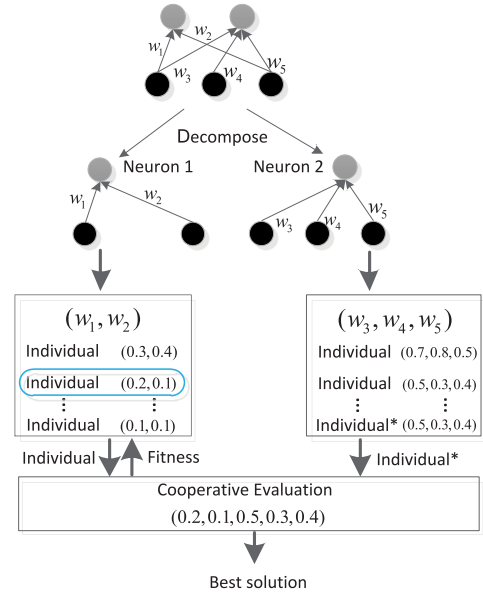 w1 w2
w3 w4 w5
Decompose
Neuron 1 Neuron 2
w1 w2
w3 w4 w5
(w1, w2) (w3, w4, w5)
Individual (0.3, 0.4) Individual (0.7, 0.8, 0.5)
Individual (0.2, 0.1) Individual (0.5, 0.3, 0.4)
⋮ ⋮ ⋮ ⋮
Individual (0.1, 0.1) Individual* (0.5, 0.3, 0.4)
Individual Fitness Individual*
Cooperative Evaluation
(0.2, 0.1, 0.5, 0.3, 0.4)
Best solution